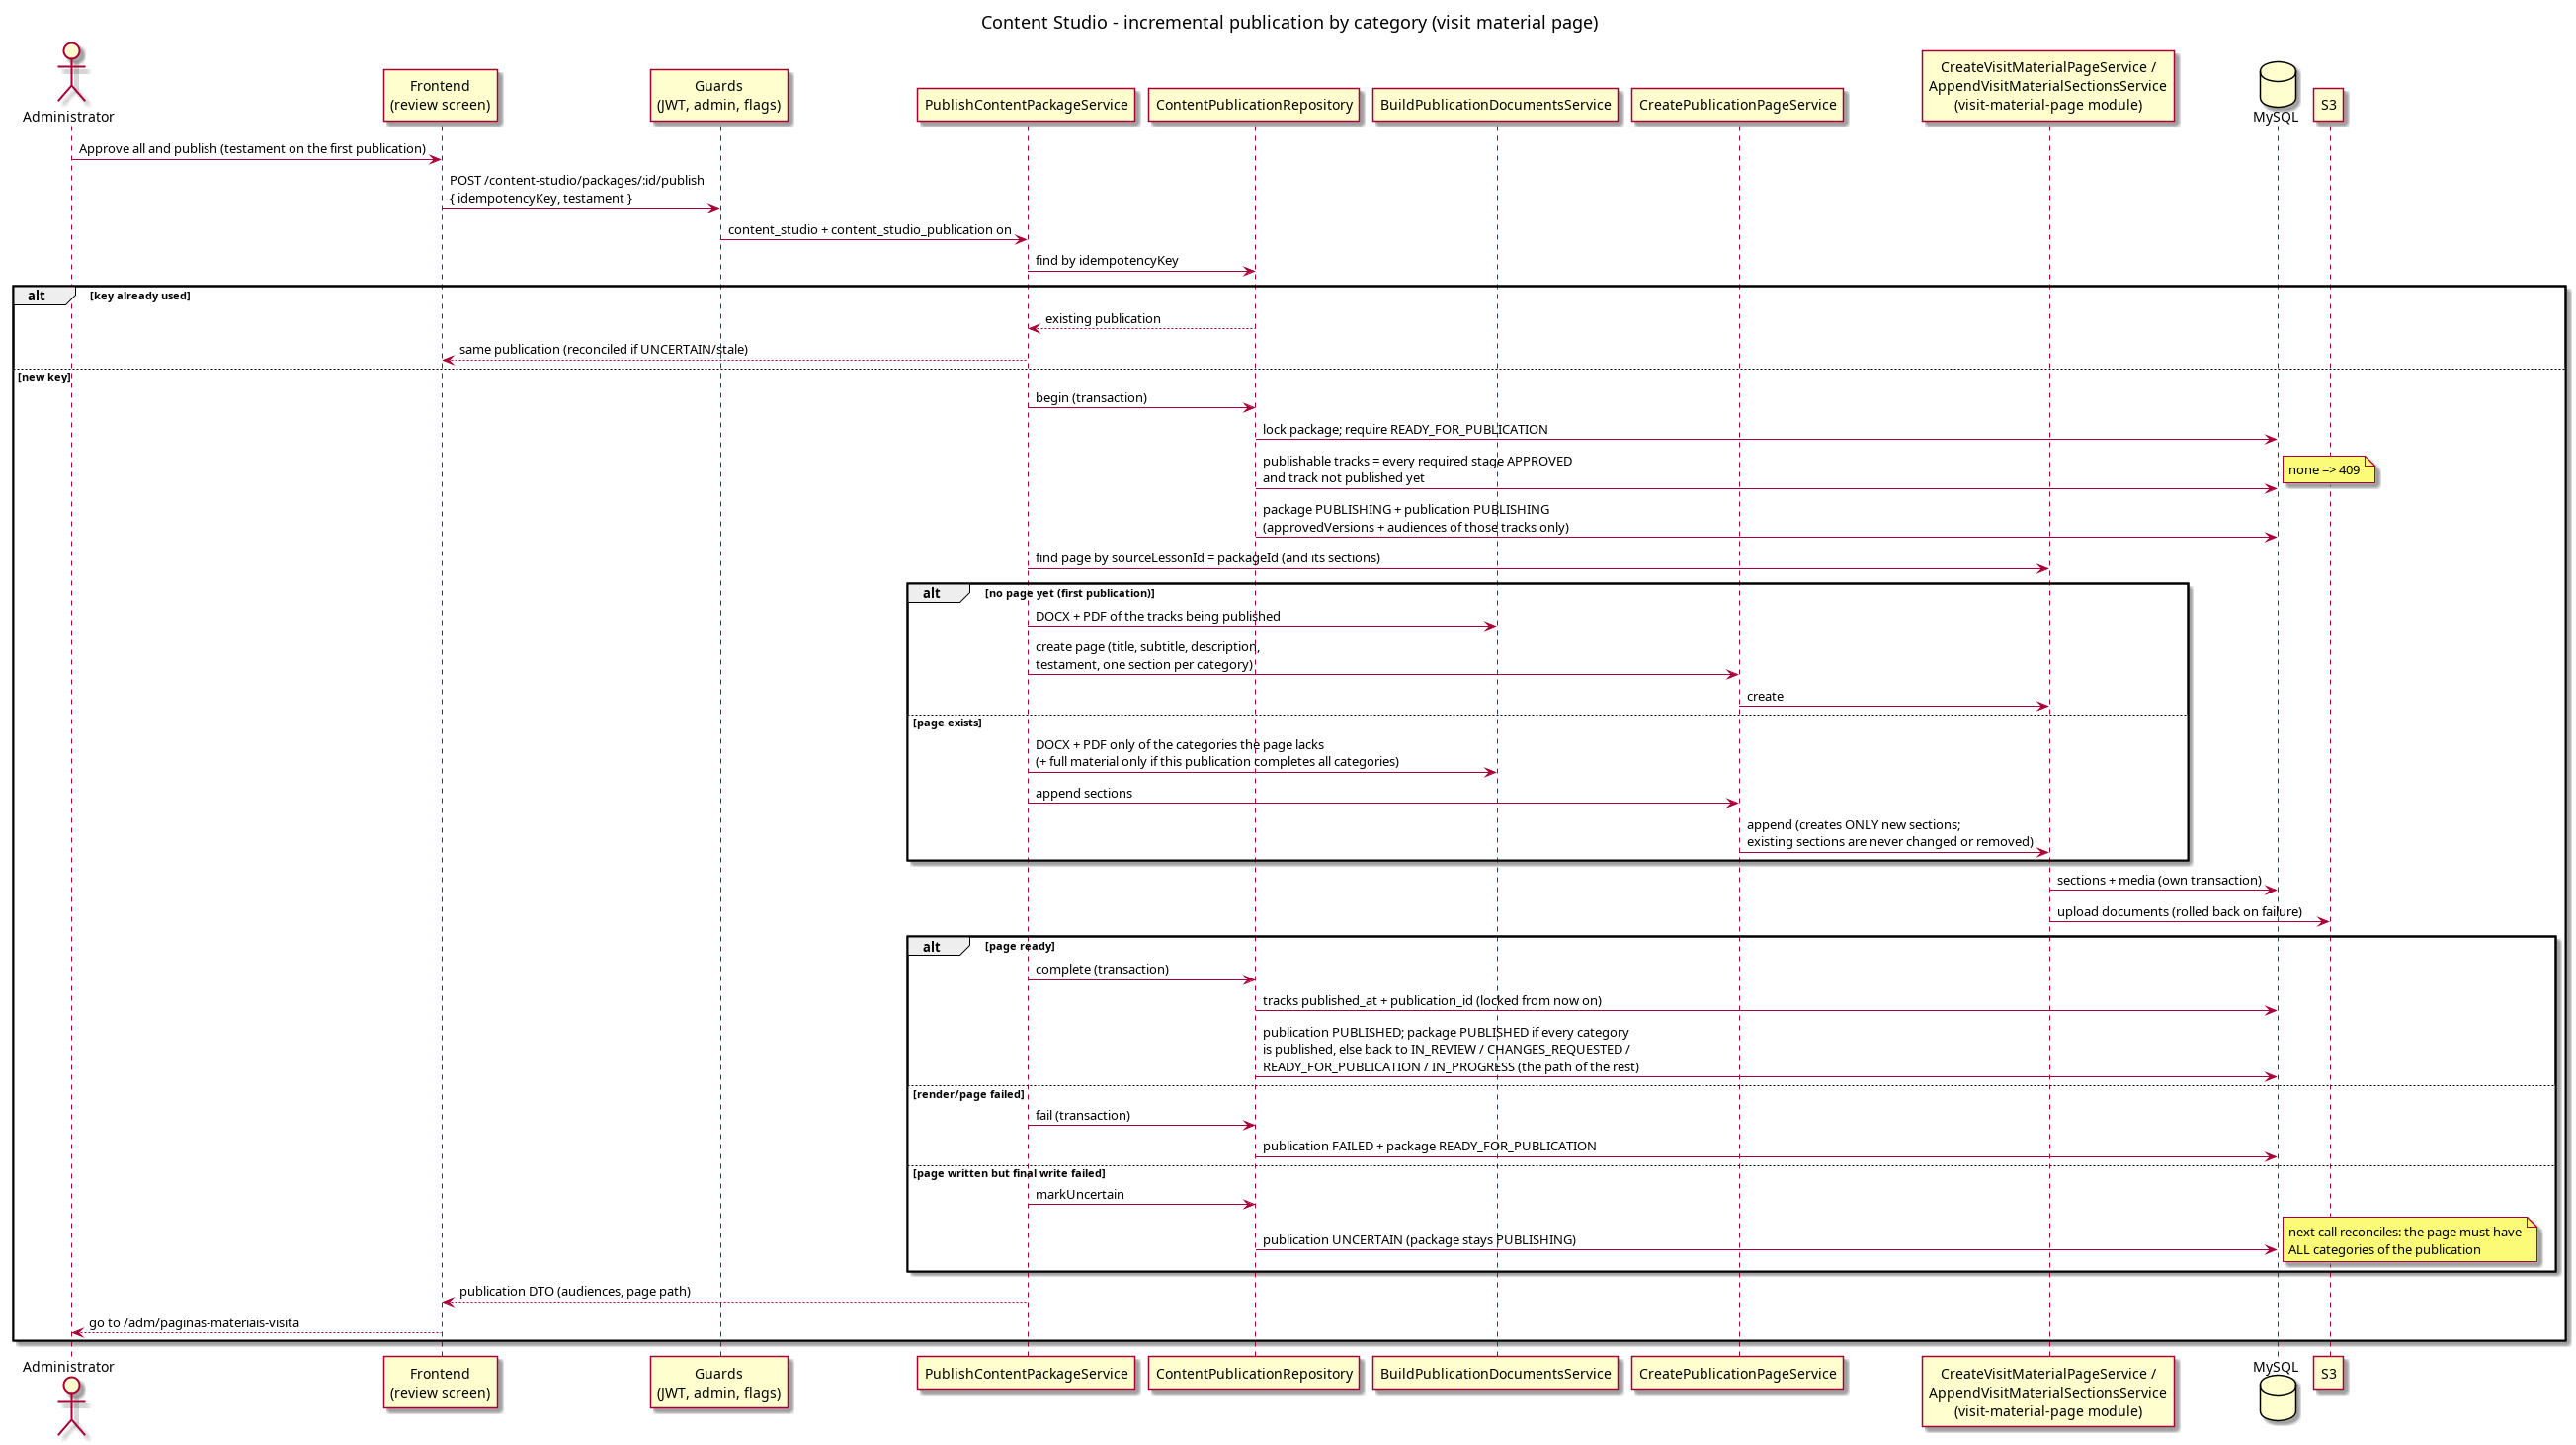 Content Studio - incremental publication by category (visit material page)
Administrator
Frontend
(review screen)
Guards
(JWT, admin, flags)
PublishContentPackageService
ContentPublicationRepository
BuildPublicationDocumentsService
CreatePublicationPageService
CreateVisitMaterialPageService /
AppendVisitMaterialSectionsService
(visit-material-page module)
MySQL
S3
Approve all and publish (testament on the first publication)
POST /content-studio/packages/:id/publish
{ idempotencyKey, testament }
content_studio + content_studio_publication on
find by idempotencyKey
alt [key already used]
existing publication
same publication (reconciled if UNCERTAIN/stale)
[new key]
begin (transaction)
lock package; require READY_FOR_PUBLICATION
publishable tracks = every required stage APPROVED
and track not published yet
none => 409
package PUBLISHING + publication PUBLISHING
(approvedVersions + audiences of those tracks only)
find page by sourceLessonId = packageId (and its sections)
alt [no page yet (first publication)]
DOCX + PDF of the tracks being published
create page (title, subtitle, description,
testament, one section per category)
create
[page exists]
DOCX + PDF only of the categories the page lacks
(+ full material only if this publication completes all categories)
append sections
append (creates ONLY new sections;
existing sections are never changed or removed)
sections + media (own transaction)
upload documents (rolled back on failure)
alt [page ready]
complete (transaction)
tracks published_at + publication_id (locked from now on)
publication PUBLISHED; package PUBLISHED if every category
is published, else back to IN_REVIEW / CHANGES_REQUESTED /
READY_FOR_PUBLICATION / IN_PROGRESS (the path of the rest)
[render/page failed]
fail (transaction)
publication FAILED + package READY_FOR_PUBLICATION
[page written but final write failed]
markUncertain
publication UNCERTAIN (package stays PUBLISHING)
next call reconciles: the page must have
ALL categories of the publication
publication DTO (audiences, page path)
go to /adm/paginas-materiais-visita
Administrator
Frontend
(review screen)
Guards
(JWT, admin, flags)
PublishContentPackageService
ContentPublicationRepository
BuildPublicationDocumentsService
CreatePublicationPageService
CreateVisitMaterialPageService /
AppendVisitMaterialSectionsService
(visit-material-page module)
MySQL
S3